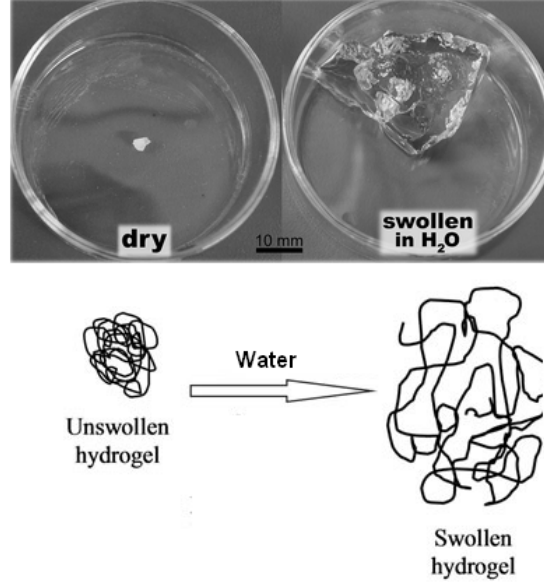 dry
10 mm
swollen
in H₂O
Water
Unswollen
hydrogel
Swollen
hydrogel